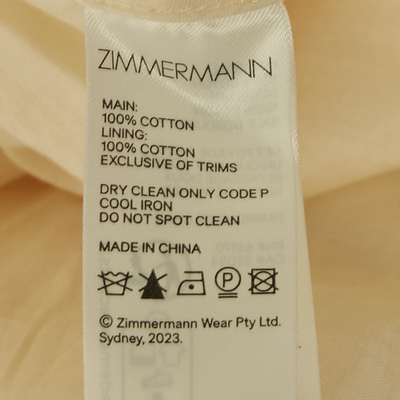 ZIMMERMANN
MAIN:
100% COTTON
LINING:
100% COTTON
EXCLUSIVE OF TRIMS
DRY CLEAN ONLY CODE P
COOL IRON
DO NOT SPOT CLEAN
MADE IN CHINA
P
© Zimmermann Wear Pty Ltd.
Sydney, 2023.